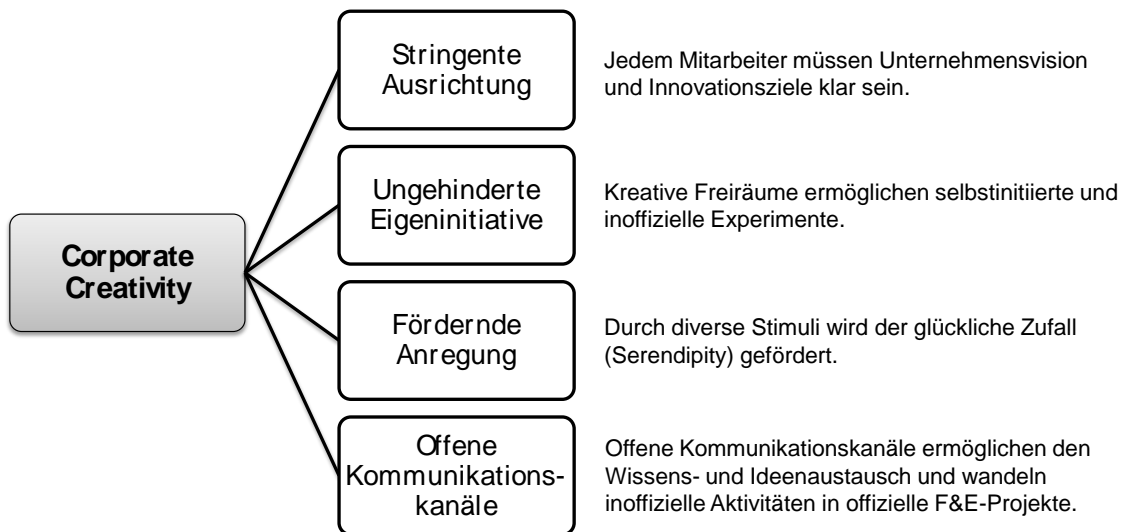 Corporate
Creativity
Stringente
Ausrichtung
Jedem Mitarbeiter müssen Unternehmensvision
und Innovationsziele klar sein.
Ungehinderte
Eigeninitiative
Kreative Freiräume ermöglichen selbstinitiierte und
inoffizielle Experimente.
Fördernde
Anregung
Durch diverse Stimuli wird der glückliche Zufall
(Serendipity) gefördert.
Offene
Kommunikations-
kanäle
Offene Kommunikationskanäle ermöglichen den
Wissens- und Ideenaustausch und wandeln
inoffizielle Aktivitäten in offizielle F&E-Projekte.